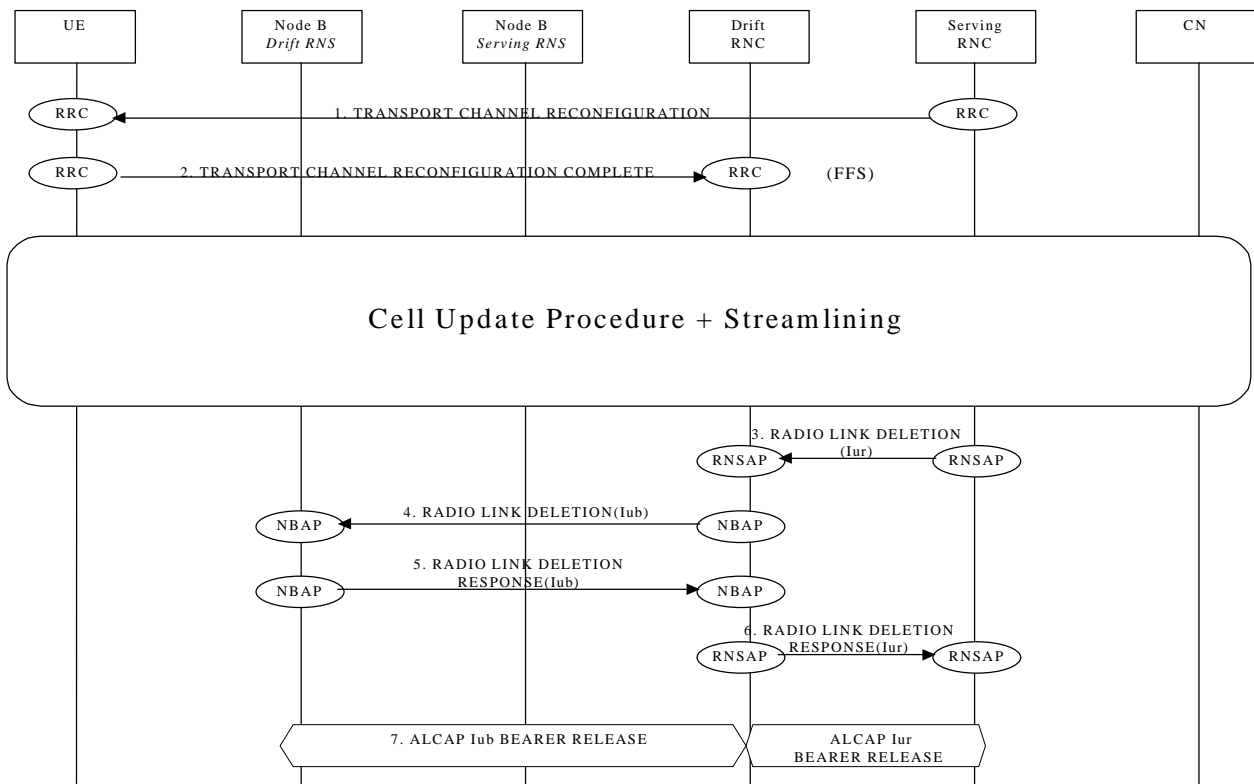 UE
Node B
Drift RNS
Node B
Serving RNS
Drift
RNC
Serving
RNC
CN
RRC
1. TRANSPORT CHANNEL RECONFIGURATION
RRC
RRC
2. TRANSPORT CHANNEL RECONFIGURATION COMPLETE
RRC
(FFS)
Cell Update Procedure + Streamlining
3. RADIO LINK DELETION
(Iur)
RNSAP
RNSAP
NBAP
4. RADIO LINK DELETION(Iub)
NBAP
5. RADIO LINK DELETION
RESPONSE(Iub)
NBAP
NBAP
6. RADIO LINK DELETION
RESPONSE(Iur)
RNSAP
RNSAP
7. ALCAP Iub BEARER RELEASE
ALCAP Iur
BEARER RELEASE